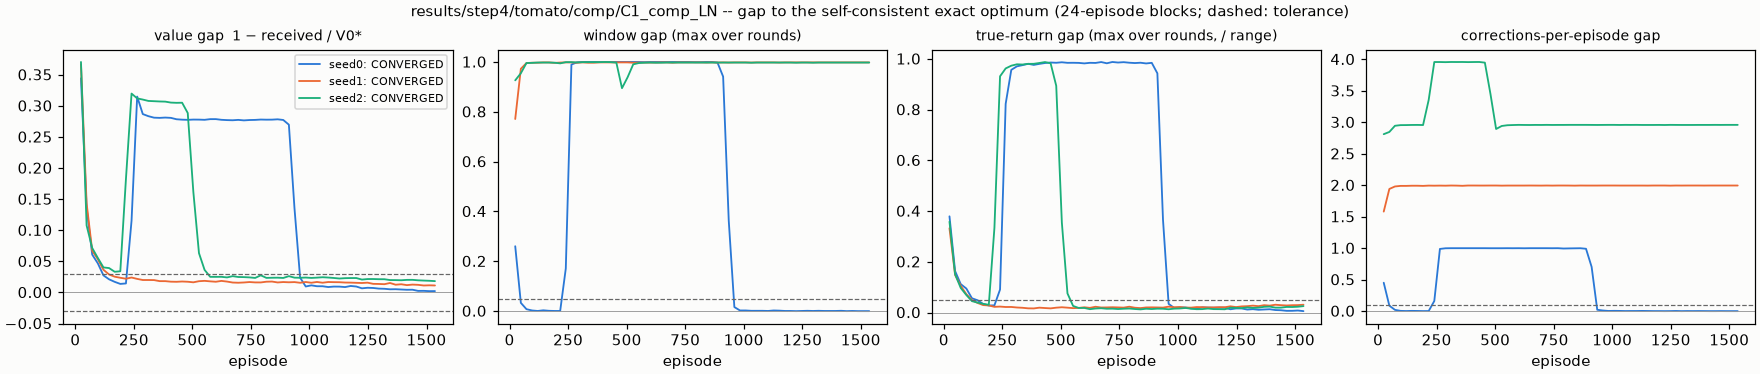 results/step4/tomato/comp/C1_comp_LN -- gap to the self-consistent exact optimum (24-episode blocks; dashed: tolerance)
value gap 1 − received / V0*
seed0: CONVERGED
seed1: CONVERGED
seed2: CONVERGED
0.35
0.30
0.25
0.20
0.15
0.10
0.05
0.00
−0.05
0 250 500 750 1000 1250 1500
episode
window gap (max over rounds)
1.0
0.8
0.6
0.4
0.2
0.0
0 250 500 750 1000 1250 1500
episode
true-return gap (max over rounds, / range)
1.0
0.8
0.6
0.4
0.2
0.0
0 250 500 750 1000 1250 1500
episode
corrections-per-episode gap
4.0
3.5
3.0
2.5
2.0
1.5
1.0
0.5
0.0
0 250 500 750 1000 1250 1500
episode